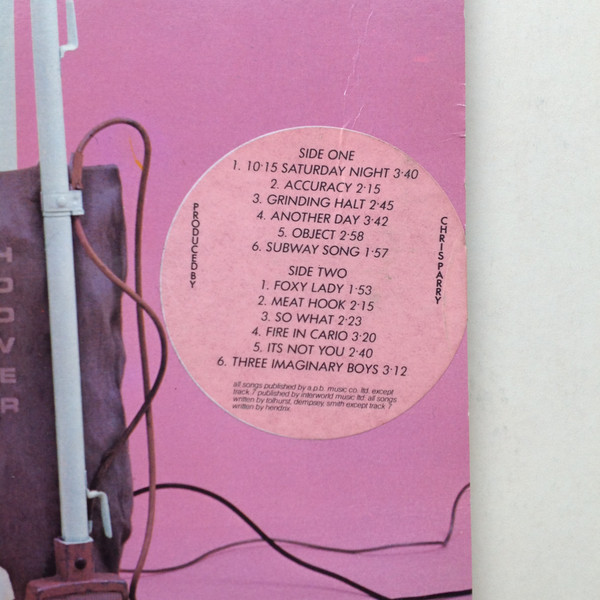 SIDE ONE
1. 10·15 SATURDAY NIGHT 3·40
2. ACCURACY 2·15
3. GRINDING HALT 2·45
4. ANOTHER DAY 3·42
5. OBJECT 2·58
6. SUBWAY SONG 1·57
SIDE TWO
1. FOXY LADY 1·53
2. MEAT HOOK 2·15
3. SO WHAT 2·23
4. FIRE IN CARIO 3·20
5. ITS NOT YOU 2·40
6. THREE IMAGINARY BOYS 3·12
all songs published by a.p.b. music co. ltd. except
track 7 published by interworld music ltd. all songs
written by tolhurst, dempsey, smith except track 7
written by hendrix.
PRODUCED BY
CHRIS PARRY
HOOVER